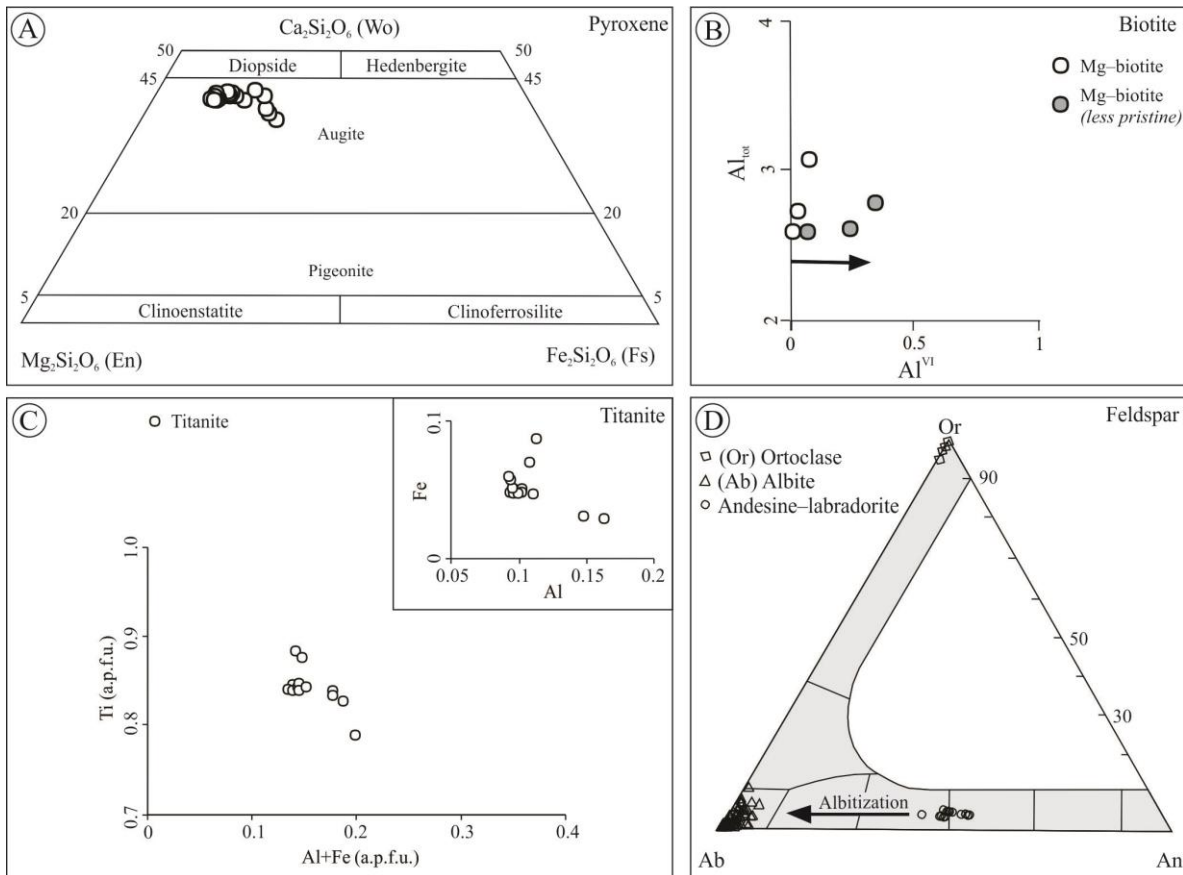 A
Ca₂Si₂O₆ (Wo)
Pyroxene
50
50
45
45
Diopside
Hedenbergite
Augite
20
20
Pigeonite
5
5
Clinoenstatite
Clinoferrosilite
Mg₂Si₂O₆ (En)
Fe₂Si₂O₆ (Fs)
B
Biotite
4
Mg–biotite
Mg–biotite
(less pristine)
3
Al_tot
2
0
0.5
1
Al^VI
C
Titanite
Titanite
0.1
Fe
0
0.05
0.1
0.15
0.2
Al
1.0
0.9
Ti (a.p.f.u.)
0.8
0.7
0
0.1
0.2
0.3
0.4
Al+Fe (a.p.f.u.)
D
Feldspar
Or
(Or) Ortoclase
(Ab) Albite
Andesine–labradorite
90
50
30
Albitization
Ab
An